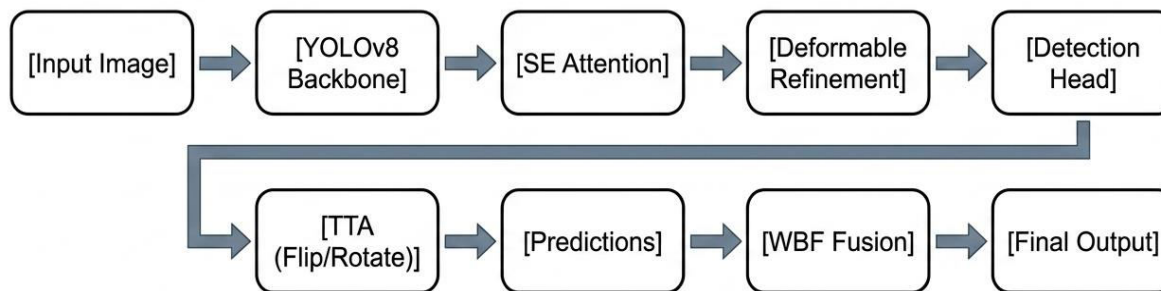 [Input Image]
[YOLOv8
Backbone]
[SE Attention]
[Deformable
Refinement]
[Detection
Head]
[TTA
(Flip/Rotate)]
[Predictions]
[WBF Fusion]
[Final Output]